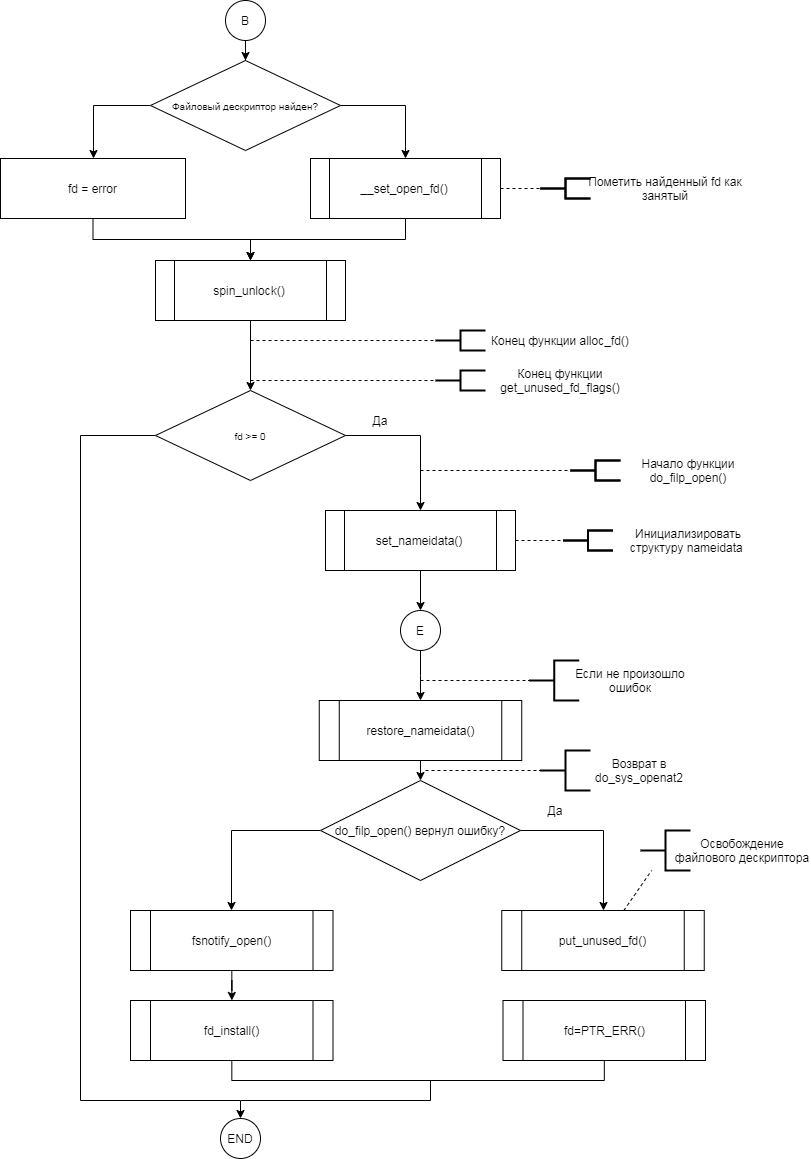 B
Файловый дескриптор найден?
fd = error
__set_open_fd()
Пометить найденный fd как
занятый
spin_unlock()
Конец функции alloc_fd()
Конец функции
get_unused_fd_flags()
fd >= 0
Да
Начало функции
do_filp_open()
set_nameidata()
Инициализировать
структуру nameidata
E
Если не произошло
ошибок
restore_nameidata()
Возврат в
do_sys_openat2
do_filp_open() вернул ошибку?
Да
Освобождение
файлового дескриптора
fsnotify_open()
put_unused_fd()
fd_install()
fd=PTR_ERR()
END